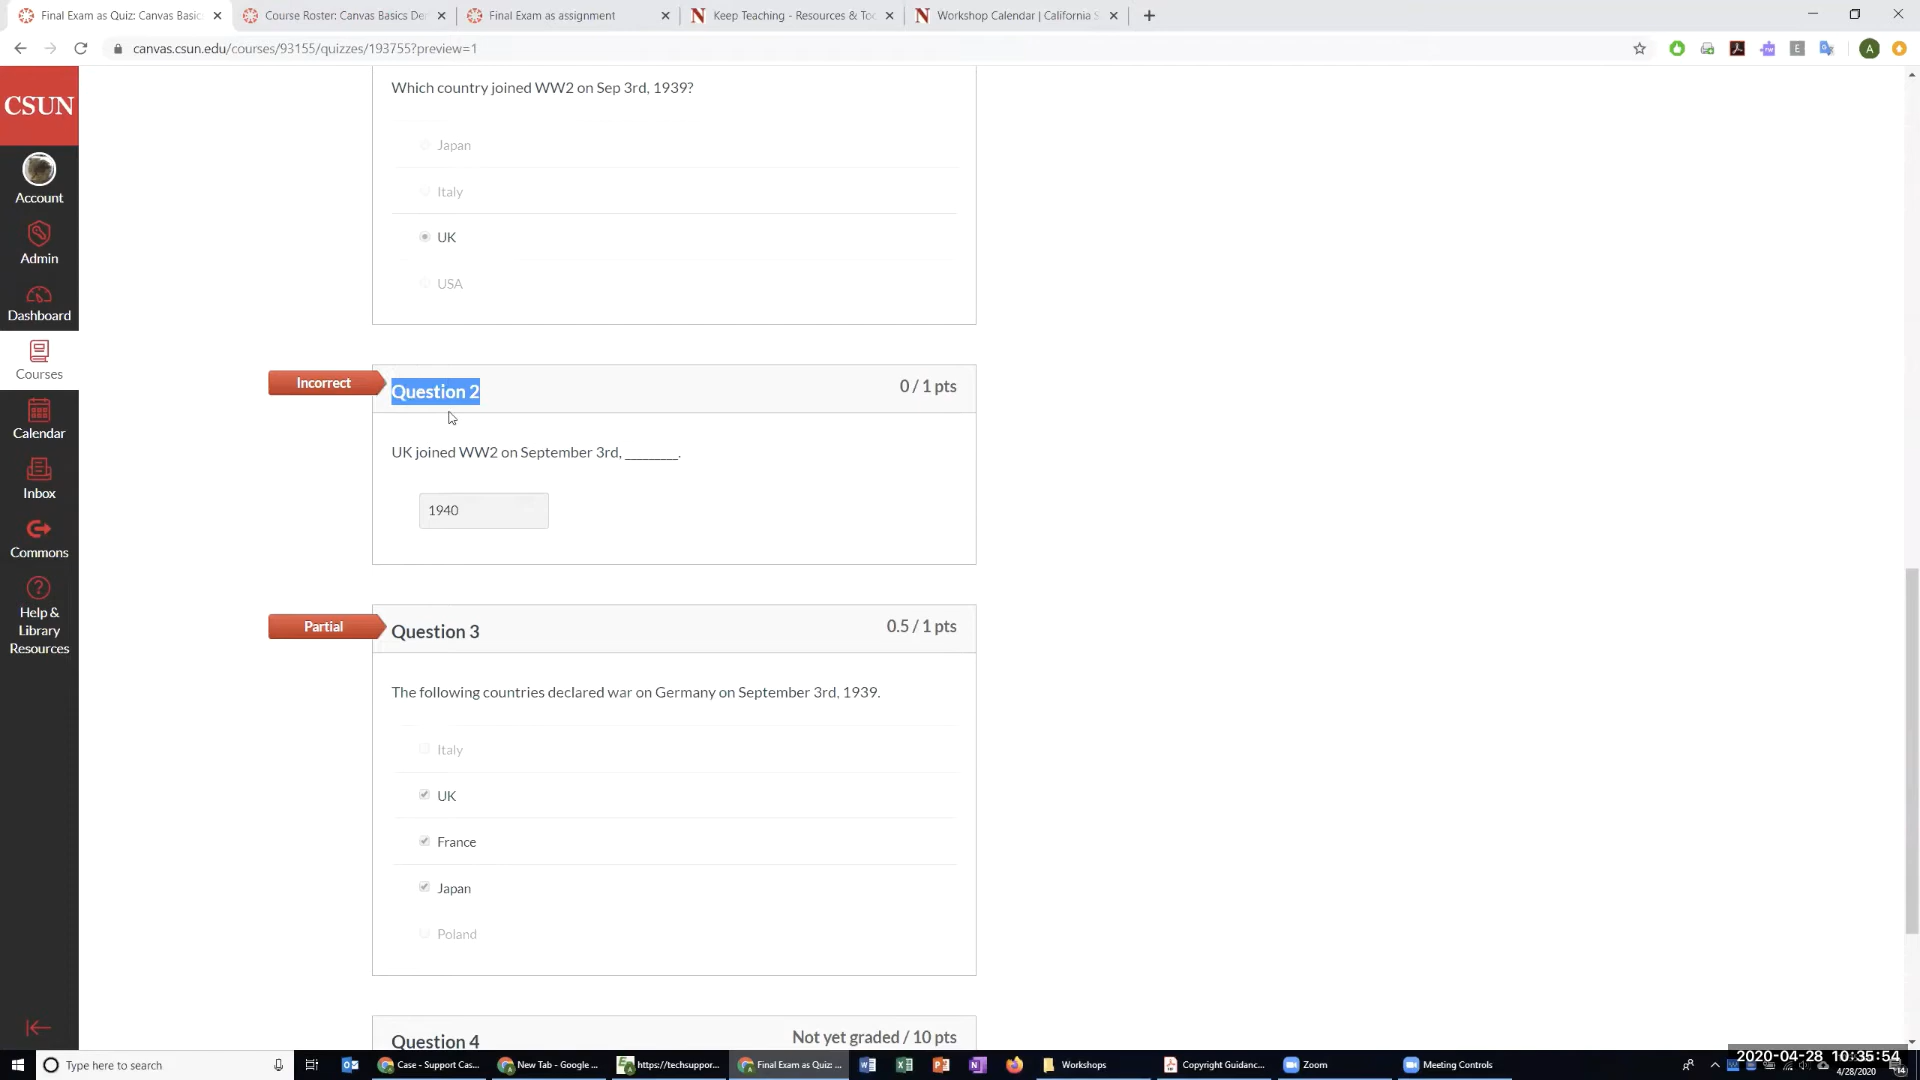 Final Exam as Quiz: Canvas Basic
Course Roster: Canvas Basics De
Final Exam as assignment
Keep Teaching - Resources & Too
Workshop Calendar | California S
canvas.csun.edu/courses/93155/quizzes/193755?preview=1
A
CSUN
Account
Admin
Dashboard
Courses
Calendar
Inbox
Commons
Help &
Library
Resources
Which country joined WW2 on Sep 3rd, 1939?
Japan
Italy
UK
USA
Incorrect
Question 2
0 / 1 pts
UK joined WW2 on September 3rd, _________.
1940
Partial
Question 3
0.5 / 1 pts
The following countries declared war on Germany on September 3rd, 1939.
Italy
UK
France
Japan
Poland
Question 4
Not yet graded / 10 pts
Type here to search
Case - Support Cas...
New Tab - Google ...
https://techsuppor...
Final Exam as Quiz: ...
Workshops
Copyright Guidanc...
Zoom
Meeting Controls
2020-04-28 10:35:54
4/28/2020